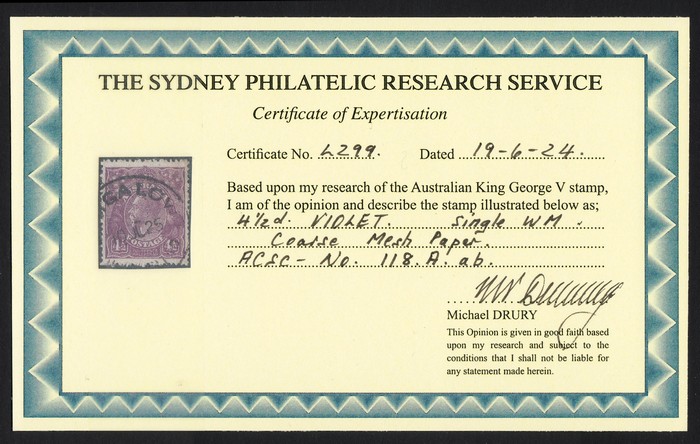 THE SYDNEY PHILATELIC RESEARCH SERVICE
Certificate of Expertisation
Certificate No. L299. Dated 19-6-24.
Based upon my research of the Australian King George V stamp,
I am of the opinion and describe the stamp illustrated below as;
4½d. VIOLET. Single WM.
Coarse Mesh Paper.
ACSC - No. 118.A.ab.
Michael DRURY
This Opinion is given in good faith based
upon my research and subject to the
conditions that I shall not be liable for
any statement made herein.
POSTAGE